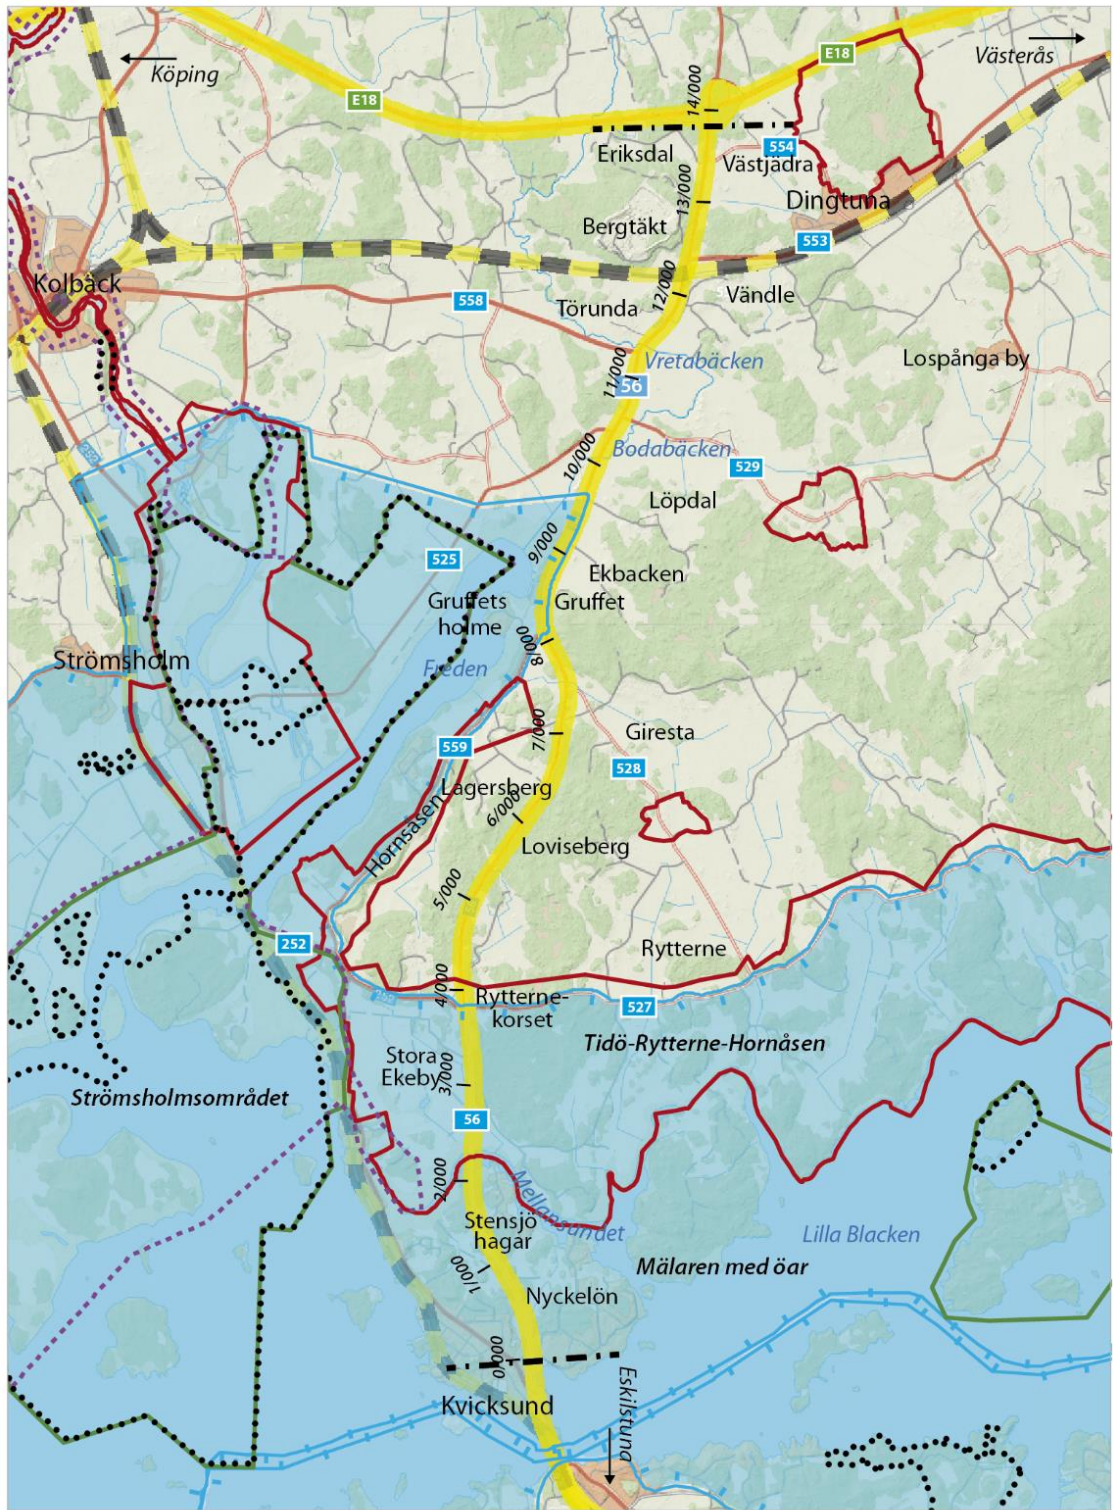 Köping
Västerås
E18
E18
14/000
Eriksdal
554
Västjädra
13/000
Dingtuna
Bergtäkt
553
Kolbäck
12/000
558
Törunda
Vändle
Vretabäcken
Lospånga by
11/000
56
Bodabäcken
252
10/000
529
Löpdal
9/000
525
Ekbacken
Gruffets
holme
Gruffet
8/000
Strömsholm
Freden
7/000
Giresta
559
528
Lagersberg
6/000
Hornsåsen
Loviseberg
5/000
252
Rytterne
4/000
Rytterne-
korset
527
Tidö-Rytterne-Hornåsen
Stora
Ekeby
3/000
Strömsholmsområdet
56
2/000
Mellansundet
Stensjö
hagar
Lilla Blacken
1/000
Mälaren med öar
Nyckelön
0/000
Eskilstuna
Kvicksund